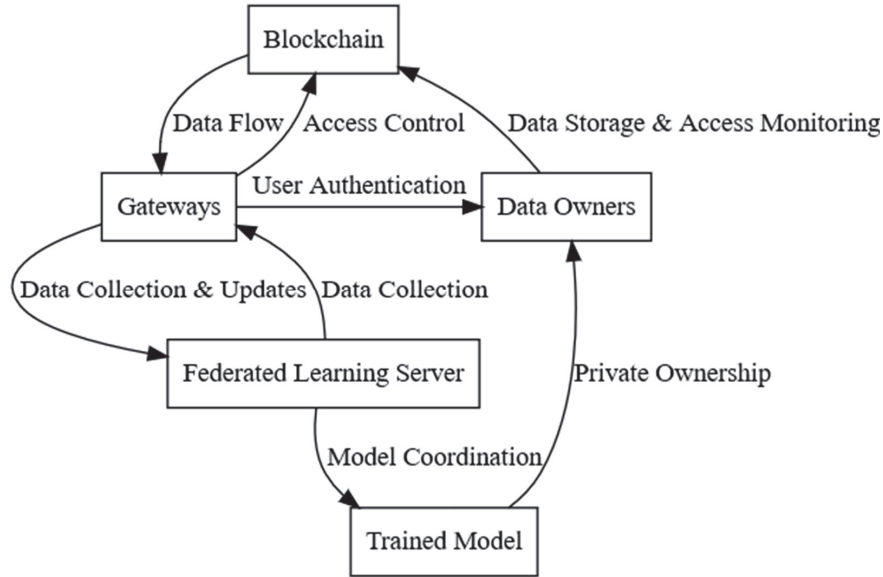 Blockchain
Data Flow
Access Control
Data Storage & Access Monitoring
User Authentication
Gateways
Data Owners
Data Collection & Updates
Data Collection
Federated Learning Server
Private Ownership
Model Coordination
Trained Model